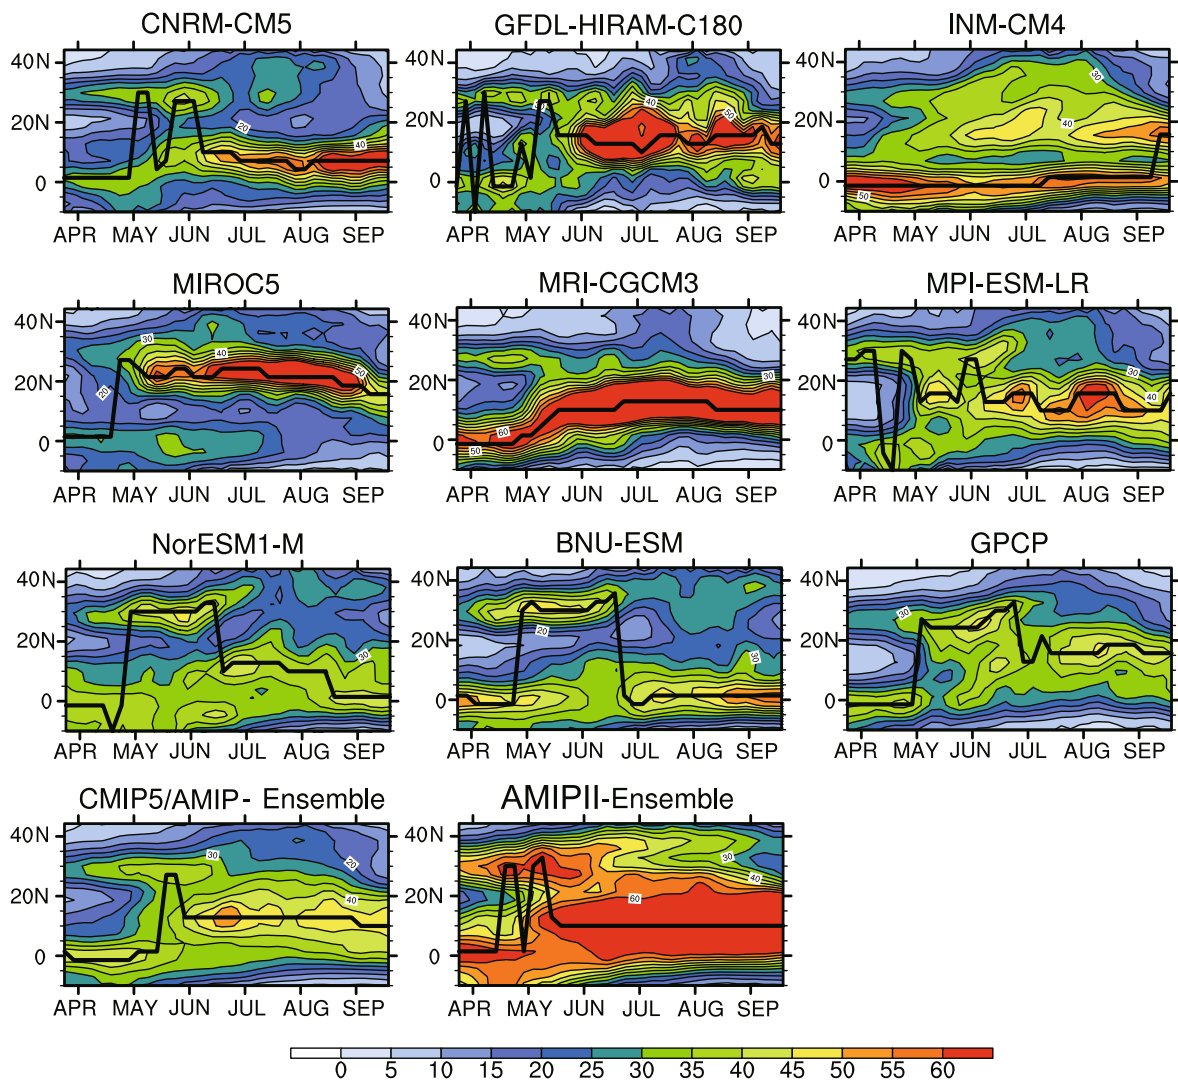 CNRM-CM5 GFDL-HIRAM-C180 INM-CM4
40N 40N 40N
20N 20N 20N
0 0 0
30 40 50 20 40 30 40 50
APR MAY JUN JUL AUG SEP APR MAY JUN JUL AUG SEP APR MAY JUN JUL AUG SEP
MIROC5 MRI-CGCM3 MPI-ESM-LR
40N 40N 40N
20N 20N 20N
0 0 0
30 40 50 20 30 60 50 30 40
APR MAY JUN JUL AUG SEP APR MAY JUN JUL AUG SEP APR MAY JUN JUL AUG SEP
NorESM1-M BNU-ESM GPCP
40N 40N 40N
20N 20N 20N
0 0 0
30 20 30 30
APR MAY JUN JUL AUG SEP APR MAY JUN JUL AUG SEP APR MAY JUN JUL AUG SEP
CMIP5/AMIP- Ensemble AMIPII-Ensemble
40N 40N
20N 20N
0 0
30 20 40 30 40 60
APR MAY JUN JUL AUG SEP APR MAY JUN JUL AUG SEP
0 5 10 15 20 25 30 35 40 45 50 55 60